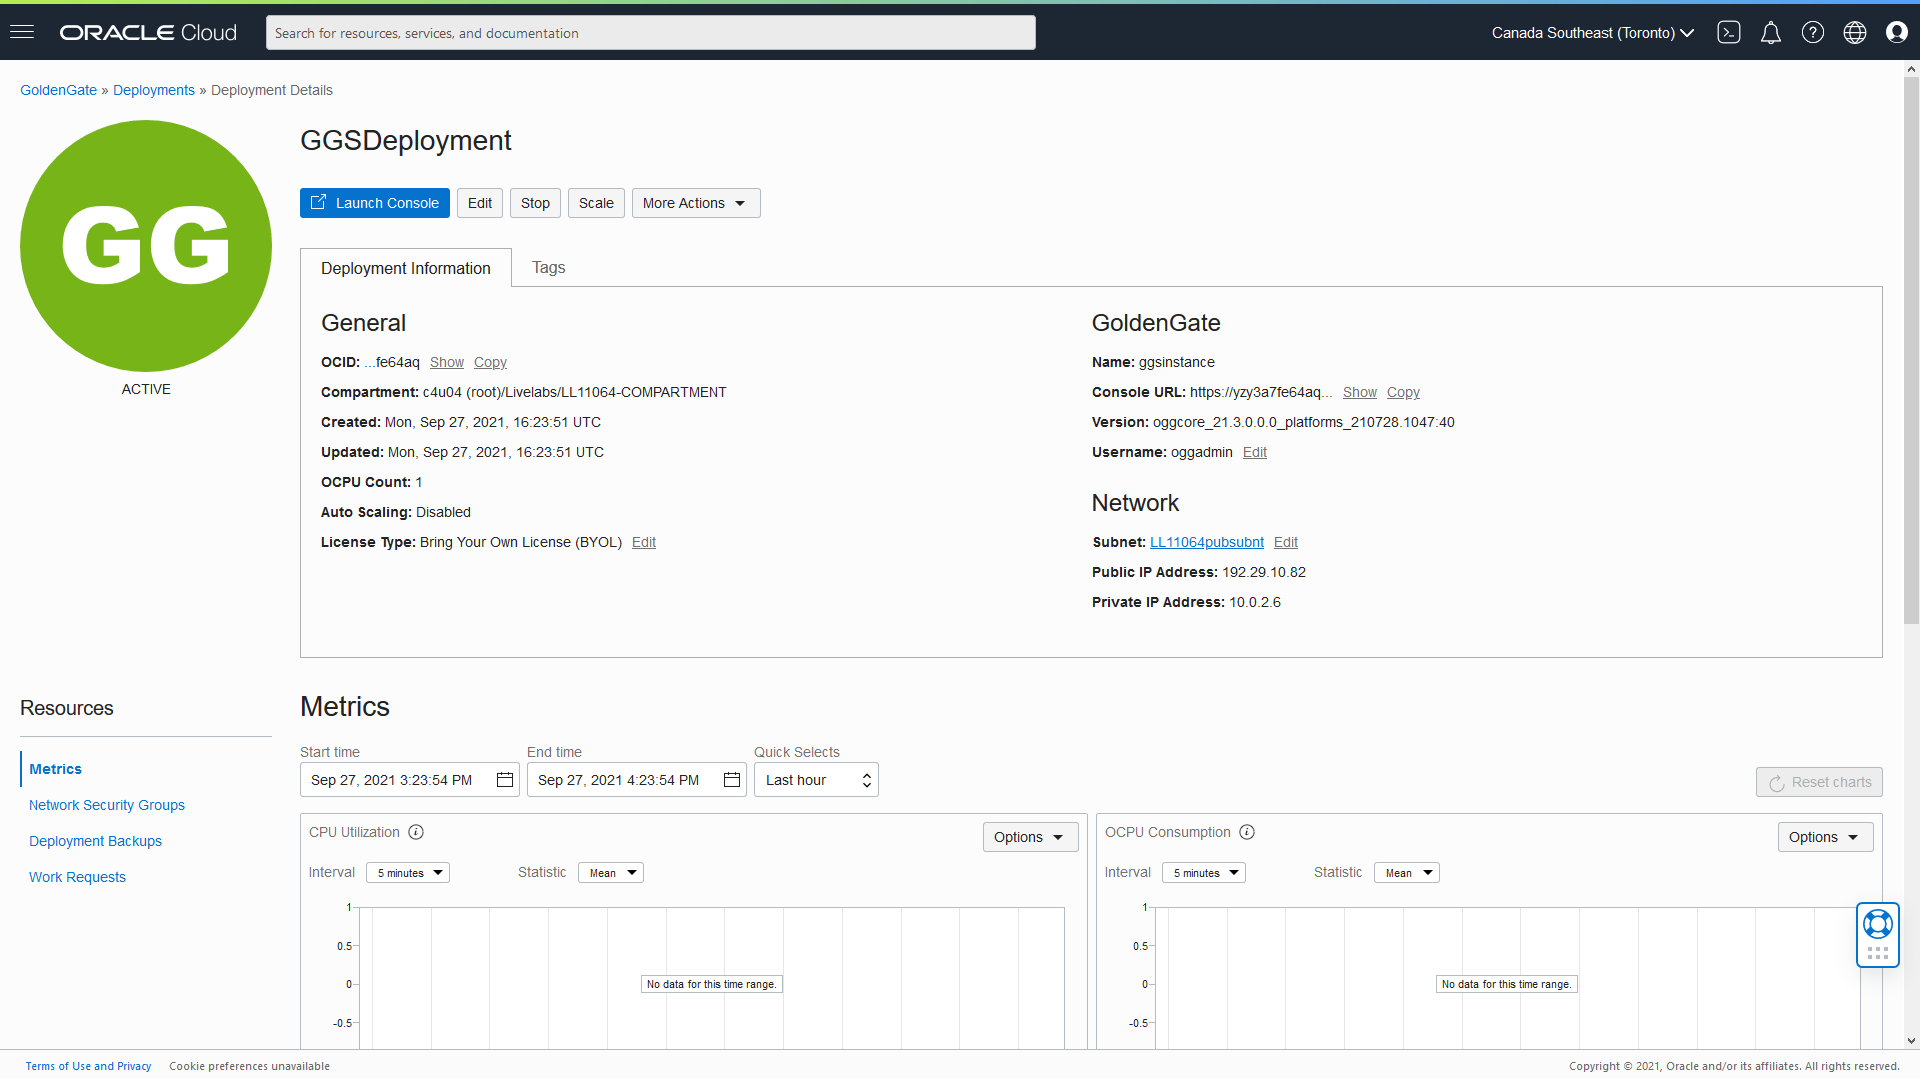 ORACLE Cloud
Search for resources, services, and documentation
Canada Southeast (Toronto)
GoldenGate » Deployments » Deployment Details
GG
ACTIVE
GGSDeployment
Launch Console
Edit
Stop
Scale
More Actions
Deployment Information
Tags
General
OCID: ...fe64aq Show Copy
Compartment: c4u04 (root)/Livelabs/LL11064-COMPARTMENT
Created: Mon, Sep 27, 2021, 16:23:51 UTC
Updated: Mon, Sep 27, 2021, 16:23:51 UTC
OCPU Count: 1
Auto Scaling: Disabled
License Type: Bring Your Own License (BYOL) Edit
GoldenGate
Name: ggsinstance
Console URL: https://yzy3a7fe64aq... Show Copy
Version: oggcore_21.3.0.0.0_platforms_210728.1047:40
Username: oggadmin Edit
Network
Subnet: LL11064pubsubnt Edit
Public IP Address: 192.29.10.82
Private IP Address: 10.0.2.6
Resources
Metrics
Network Security Groups
Deployment Backups
Work Requests
Metrics
Start time
Sep 27, 2021 3:23:54 PM
End time
Sep 27, 2021 4:23:54 PM
Quick Selects
Last hour
Reset charts
CPU Utilization
Options
Interval 5 minutes
Statistic Mean
1
0.5
0
-0.5
No data for this time range.
OCPU Consumption
Options
Interval 5 minutes
Statistic Mean
1
0.5
0
-0.5
No data for this time range.
Terms of Use and Privacy
Cookie preferences unavailable
Copyright © 2021, Oracle and/or its affiliates. All rights reserved.